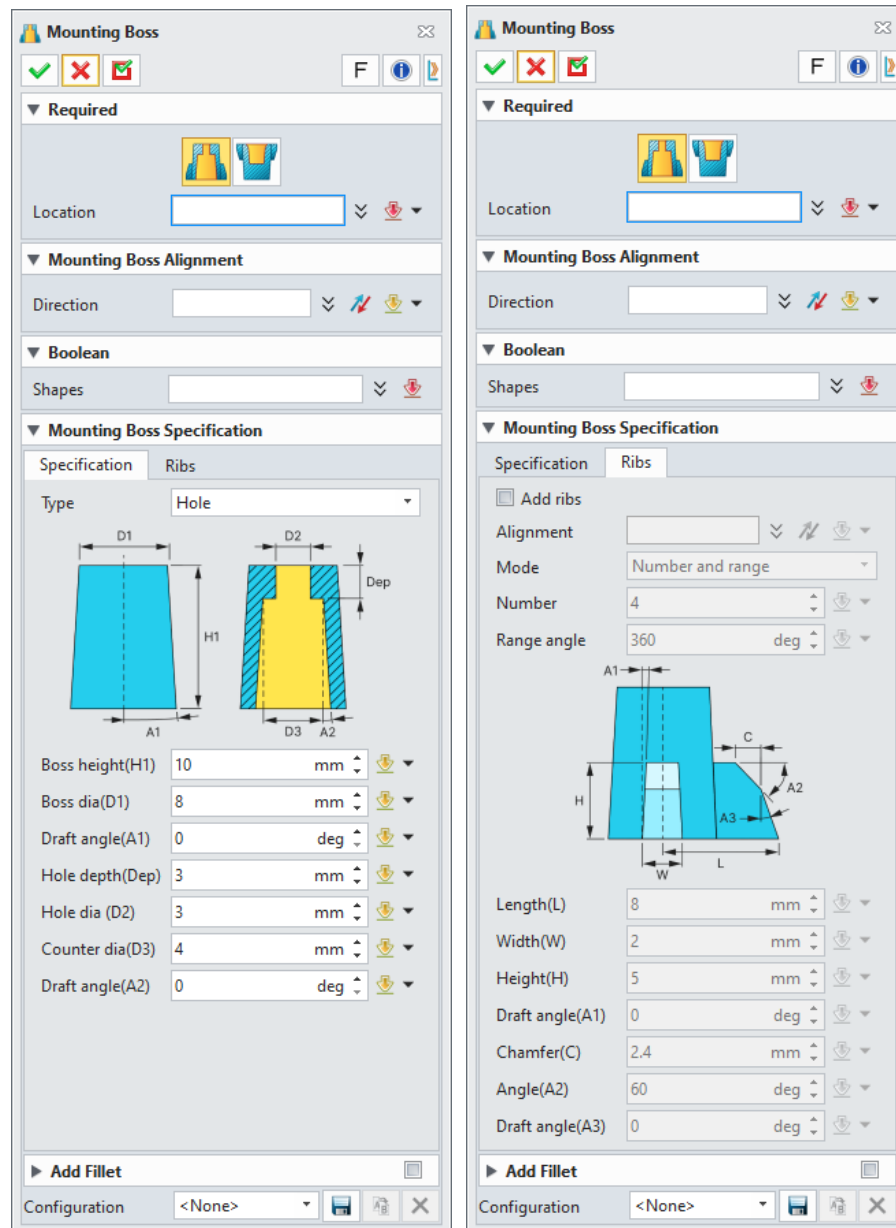 Mounting Boss
F
Required
Location
Mounting Boss Alignment
Direction
Boolean
Shapes
Mounting Boss Specification
Specification Ribs
Type Hole
D1 D2
Dep
H1
A1 D3 A2
Boss height(H1) 10 mm
Boss dia(D1) 8 mm
Draft angle(A1) 0 deg
Hole depth(Dep) 3 mm
Hole dia (D2) 3 mm
Counter dia(D3) 4 mm
Draft angle(A2) 0 deg
Add Fillet
Configuration <None>
Mounting Boss
F
Required
Location
Mounting Boss Alignment
Direction
Boolean
Shapes
Mounting Boss Specification
Specification Ribs
Add ribs
Alignment
Mode Number and range
Number 4
Range angle 360 deg
A1
C
H A2
A3
W L
Length(L) 8 mm
Width(W) 2 mm
Height(H) 5 mm
Draft angle(A1) 0 deg
Chamfer(C) 2.4 mm
Angle(A2) 60 deg
Draft angle(A3) 0 deg
Add Fillet
Configuration <None>